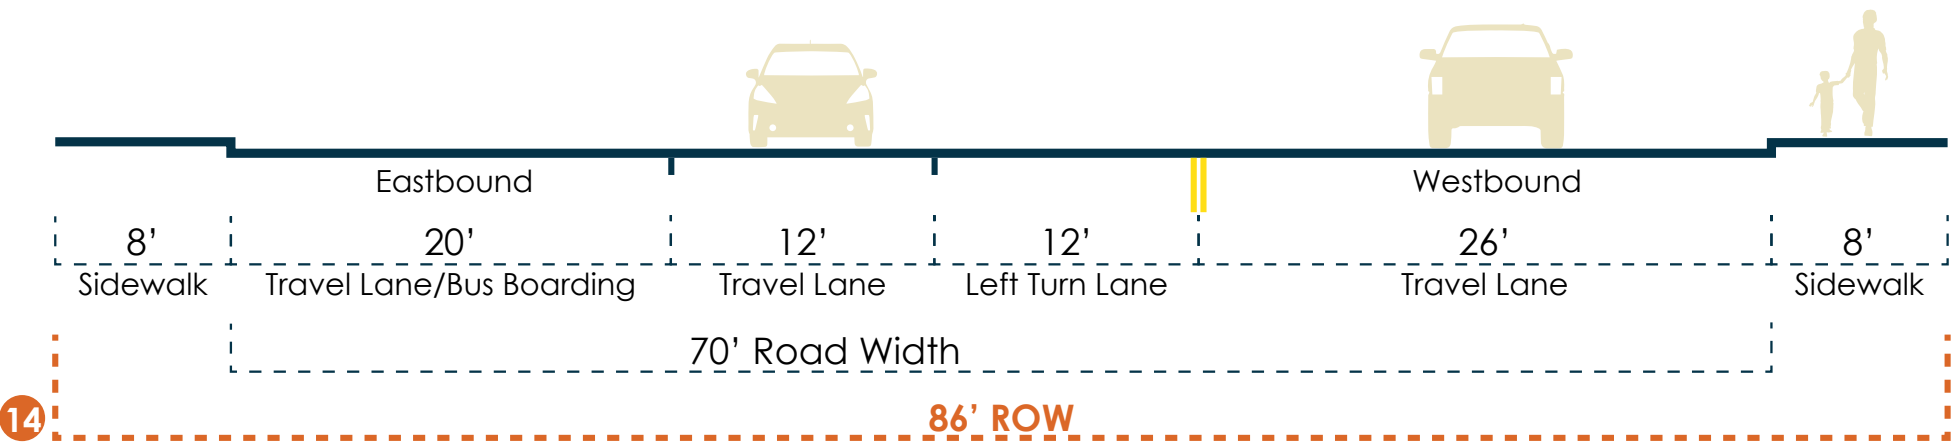 Eastbound
Westbound
8’ 20’ 12’ 12’ 26’ 8’
Sidewalk Travel Lane/Bus Boarding Travel Lane Left Turn Lane Travel Lane Sidewalk
70’ Road Width
14
86’ ROW